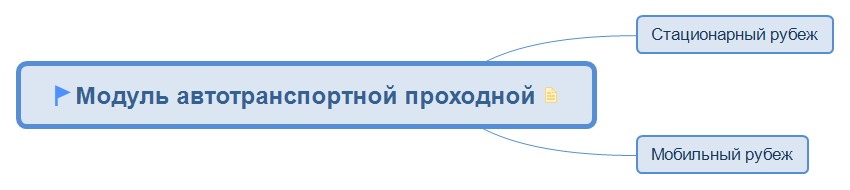 Стационарный рубеж
Модуль автотранспортной проходной
Мобильный рубеж